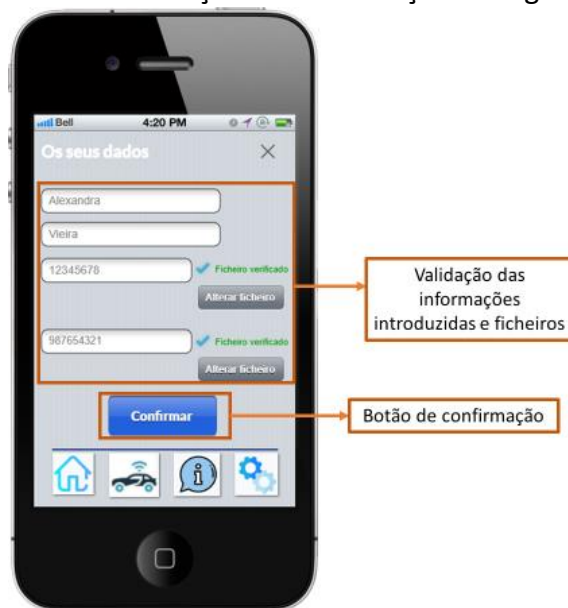 Bell 4:20 PM
Os seus dados
Alexandra
Vieira
12345678 Ficheiro verificado
Alterar ficheiro
987654321 Ficheiro verificado
Alterar ficheiro
Confirmar
Validação das
informações
introduzidas e ficheiros
Botão de confirmação